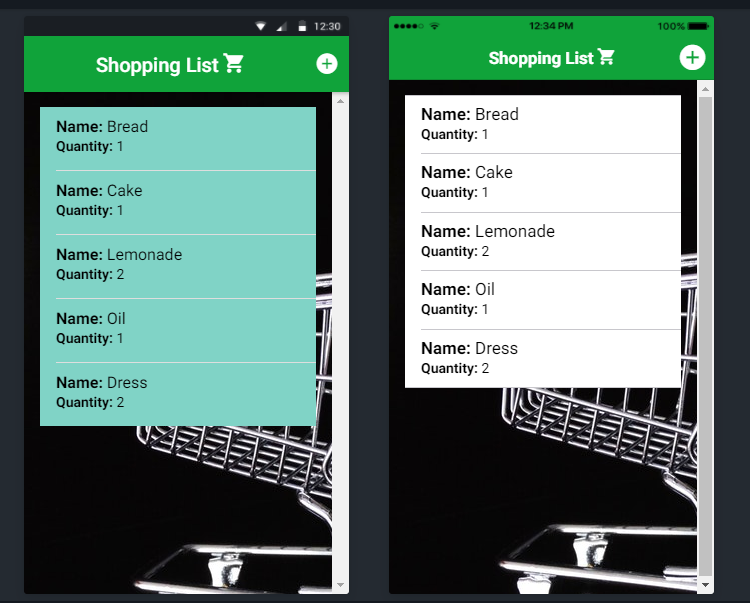 12:30
Shopping List
Name: Bread
Quantity: 1
Name: Cake
Quantity: 1
Name: Lemonade
Quantity: 2
Name: Oil
Quantity: 1
Name: Dress
Quantity: 2
12:34 PM
100%
Shopping List
Name: Bread
Quantity: 1
Name: Cake
Quantity: 1
Name: Lemonade
Quantity: 2
Name: Oil
Quantity: 1
Name: Dress
Quantity: 2